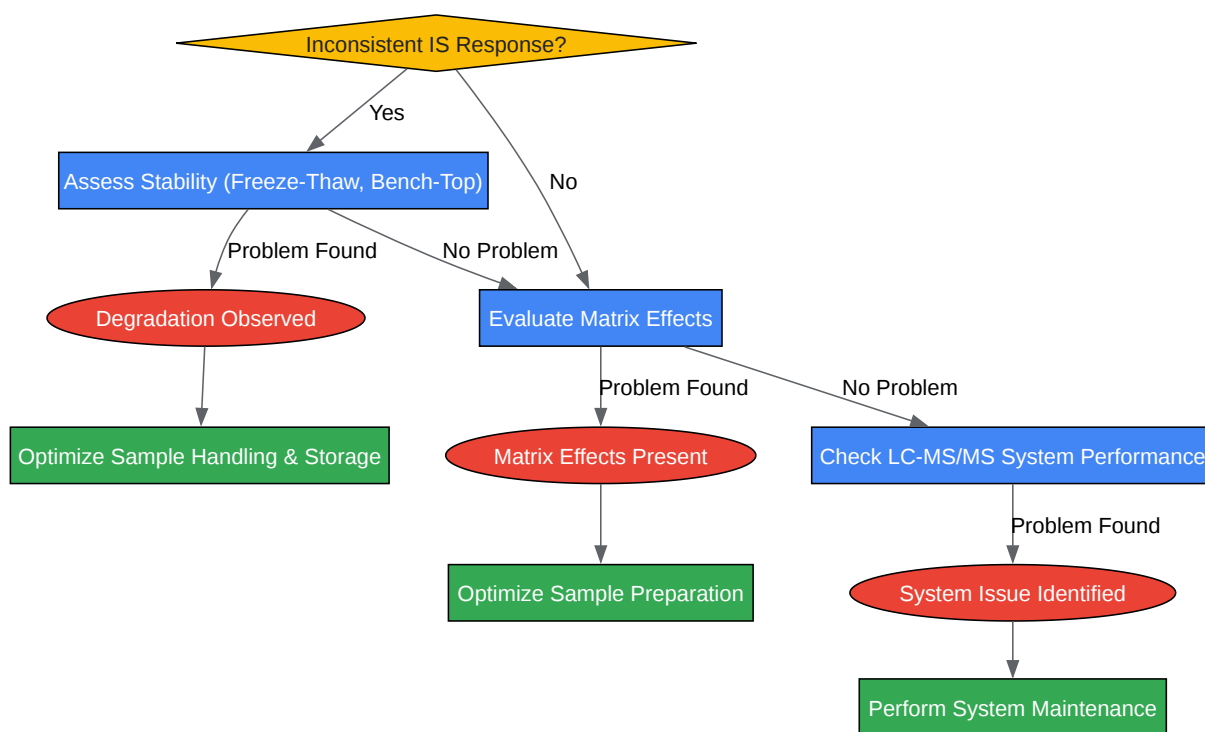 Inconsistent IS Response?
Yes
No
Assess Stability (Freeze-Thaw, Bench-Top)
Problem Found
No Problem
Degradation Observed
Evaluate Matrix Effects
Problem Found
No Problem
Optimize Sample Handling & Storage
Matrix Effects Present
Check LC-MS/MS System Performance
Problem Found
Optimize Sample Preparation
System Issue Identified
Perform System Maintenance